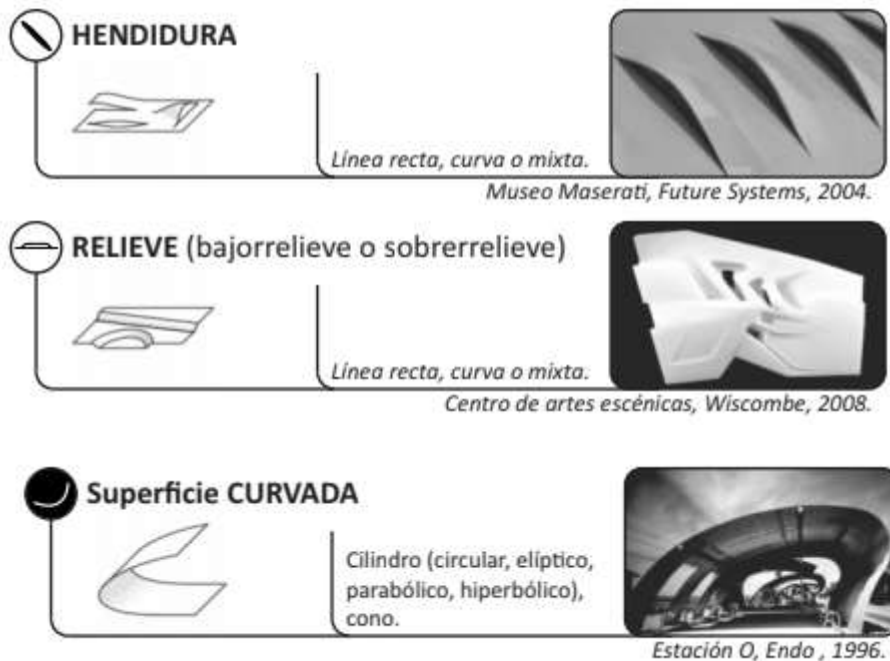 HENDIDURA
Línea recta, curva o mixta.
Museo Maserati, Future Systems, 2004.
RELIEVE (bajorrelieve o sobrerrelieve)
Línea recta, curva o mixta.
Centro de artes escénicas, Wiscombe, 2008.
Superficie CURVADA
Cilindro (circular, elíptico,
parabólico, hiperbólico),
cono.
Estación O, Endo , 1996.